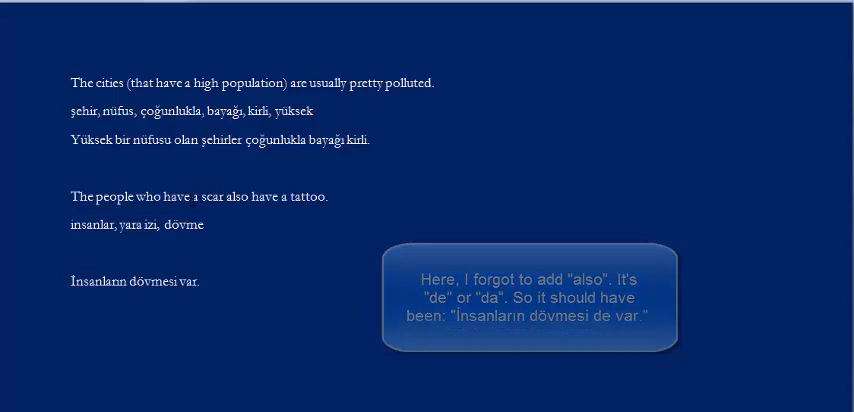 The cities (that have a high population) are usually pretty polluted.
şehir, nüfus, çoğunlukla, bayağı, kirli, yüksek
Yüksek bir nüfusu olan şehirler çoğunlukla bayağı kirli.
The people who have a scar also have a tattoo.
insanlar, yara izi, dövme
İnsanların dövmesi var.
Here, I forgot to add "also". It's
"de" or "da". So it should have
been: "İnsanların dövmesi de var."